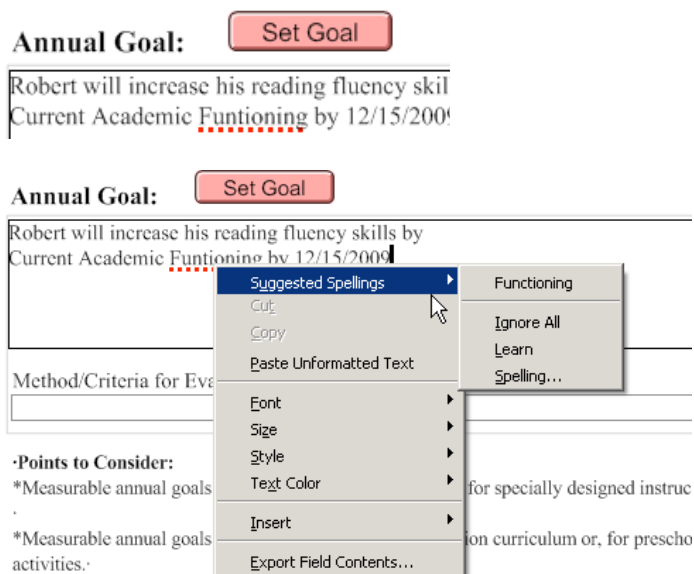 Annual Goal: Set Goal
Robert will increase his reading fluency skil
Current Academic Funtioning by 12/15/2009
Annual Goal: Set Goal
Robert will increase his reading fluency skills by
Current Academic Funtioning by 12/15/2009
Suggested Spellings
Functioning
Cut
Ignore All
Copy
Learn
Paste Unformatted Text
Spelling...
Method/Criteria for Eva
Font
Size
Style
Text Color
Insert
Export Field Contents...
·Points to Consider:
*Measurable annual goals for specially designed instruc
.
*Measurable annual goals ion curriculum or, for prescho
activities.·